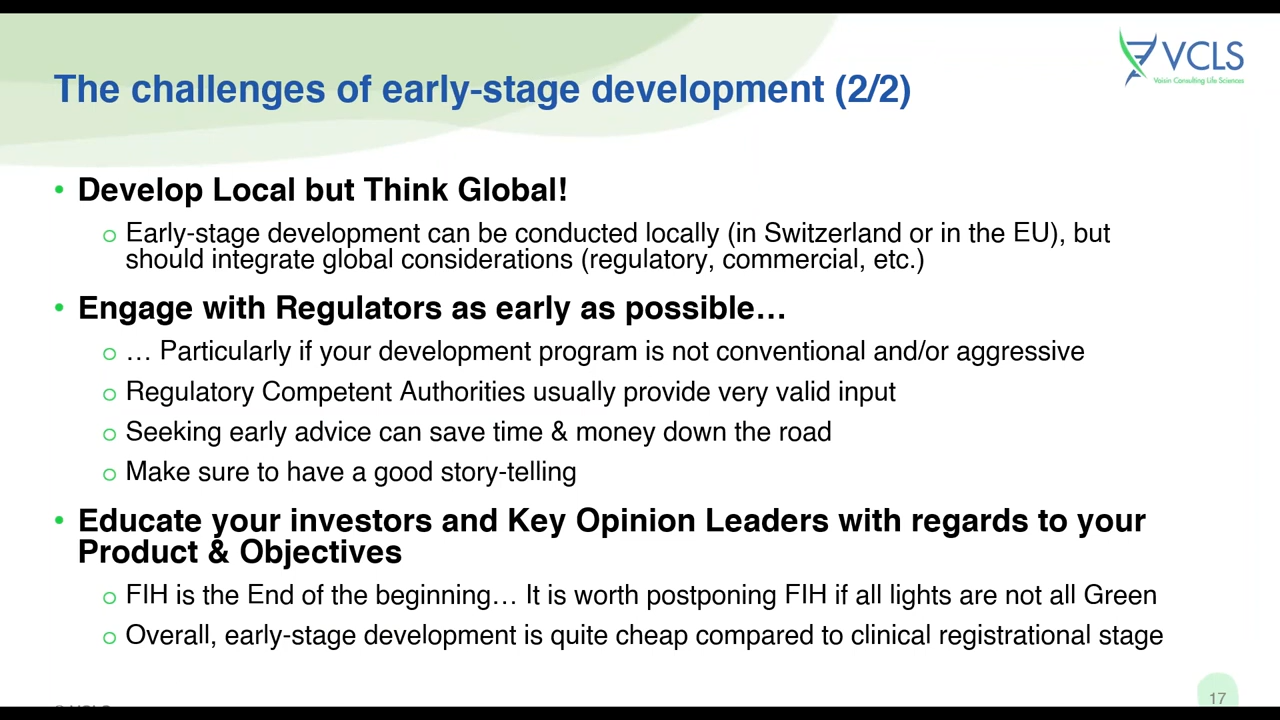 VCLS
Voisin Consulting Life Sciences
The challenges of early-stage development (2/2)
• Develop Local but Think Global!
o Early-stage development can be conducted locally (in Switzerland or in the EU), but
should integrate global considerations (regulatory, commercial, etc.)
• Engage with Regulators as early as possible…
o … Particularly if your development program is not conventional and/or aggressive
o Regulatory Competent Authorities usually provide very valid input
o Seeking early advice can save time & money down the road
o Make sure to have a good story-telling
• Educate your investors and Key Opinion Leaders with regards to your
Product & Objectives
o FIH is the End of the beginning… It is worth postponing FIH if all lights are not all Green
o Overall, early-stage development is quite cheap compared to clinical registrational stage
17